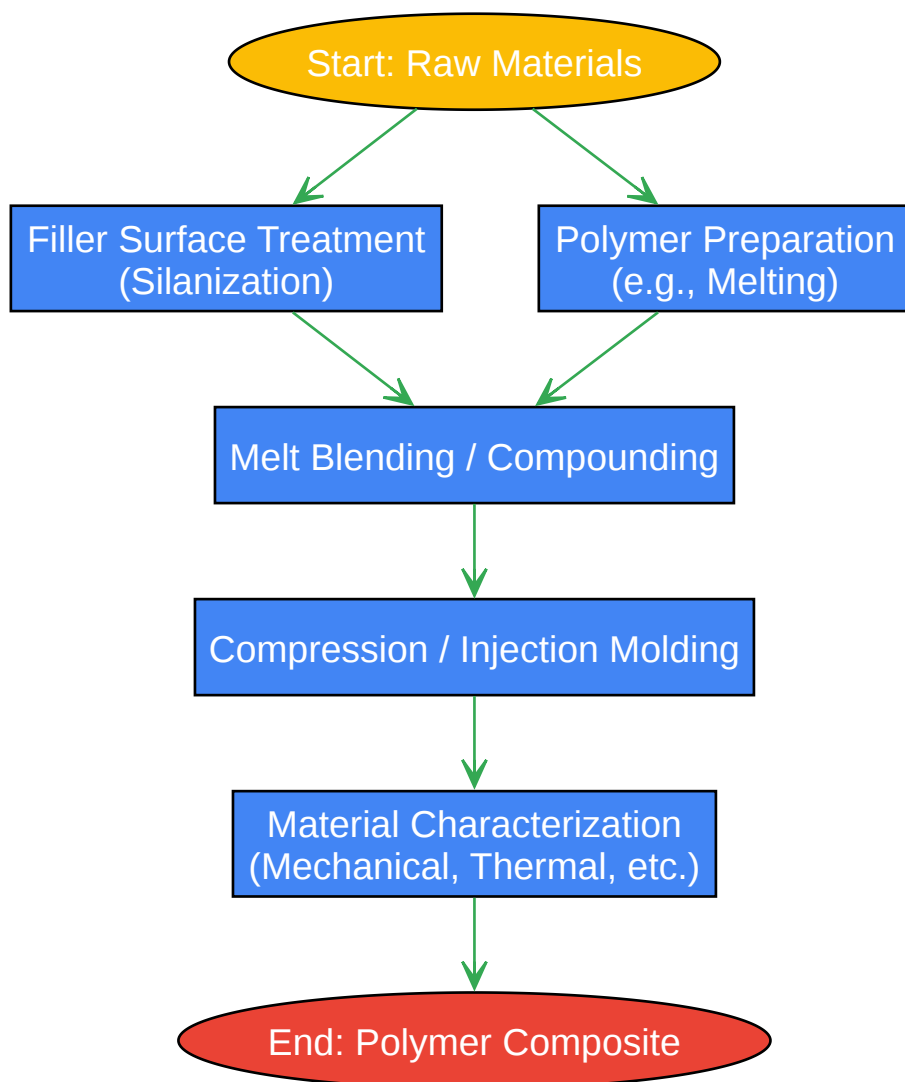 Start: Raw Materials
Filler Surface Treatment
(Silanization)
Polymer Preparation
(e.g., Melting)
Melt Blending / Compounding
Compression / Injection Molding
Material Characterization
(Mechanical, Thermal, etc.)
End: Polymer Composite